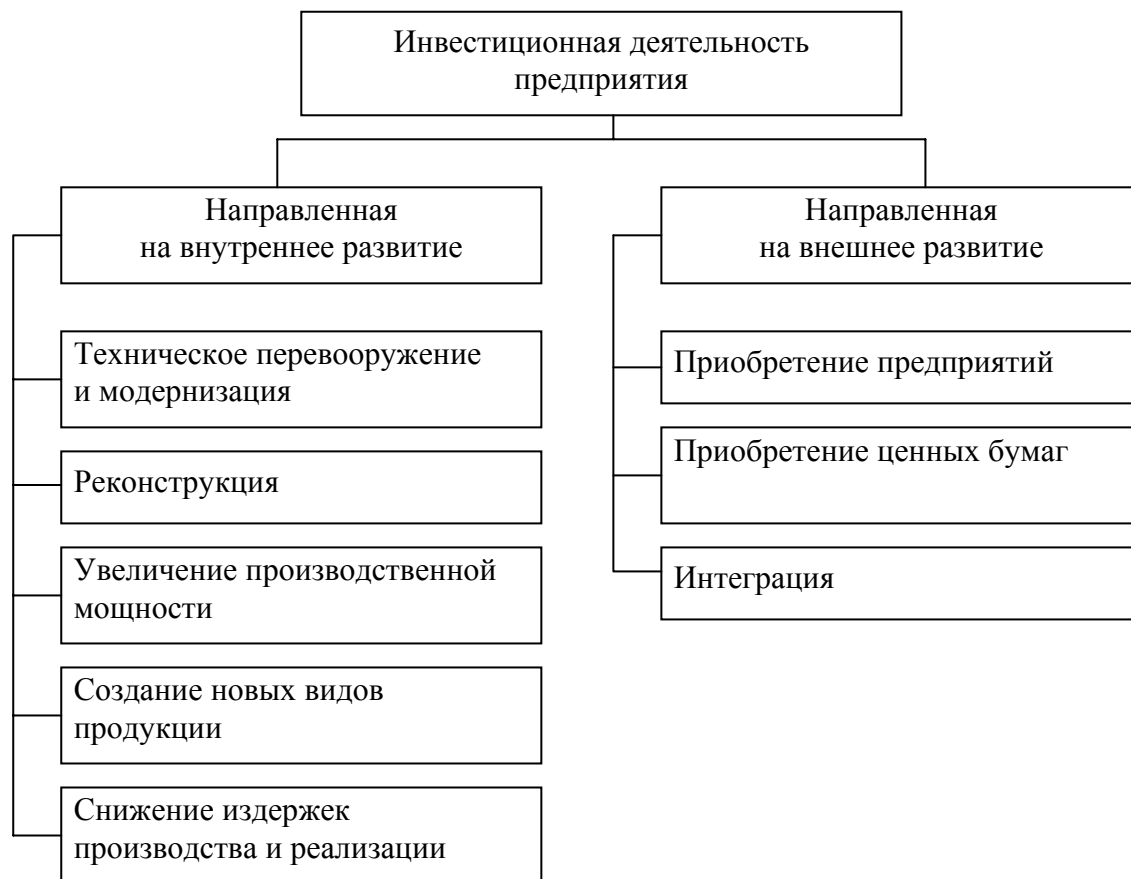 Инвестиционная деятельность
предприятия
Направленная
на внутреннее развитие
Техническое перевооружение
и модернизация
Реконструкция
Увеличение производственной
мощности
Создание новых видов
продукции
Снижение издержек
производства и реализации
Направленная
на внешнее развитие
Приобретение предприятий
Приобретение ценных бумаг
Интеграция